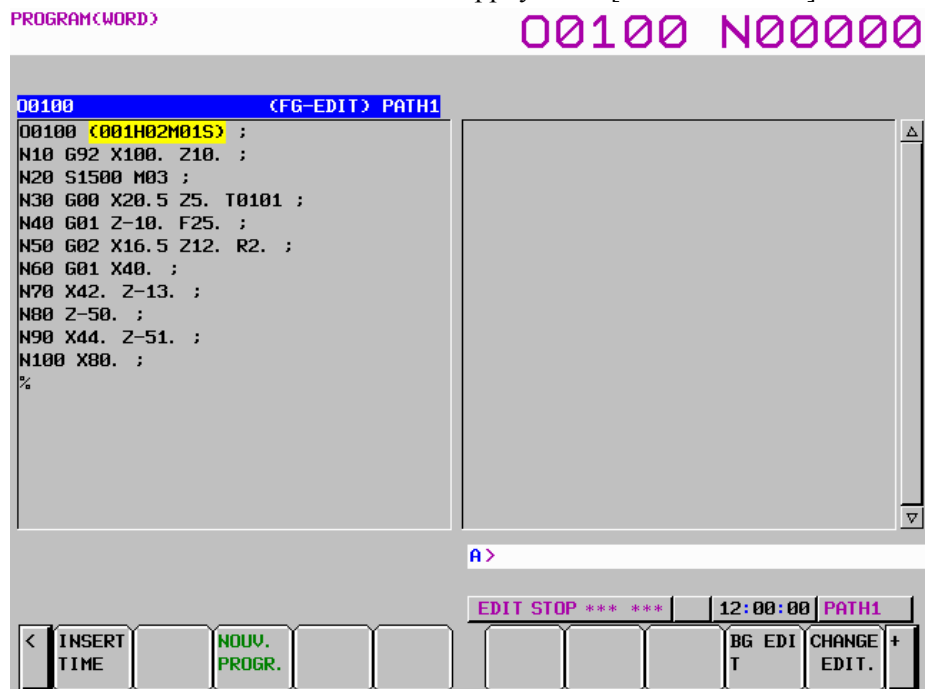 PROGRAM(WORD)
O0100 N00000
O0100 (FG-EDIT) PATH1
O0100 (001H02M01S) ;
N10 G92 X100. Z10. ;
N20 S1500 M03 ;
N30 G00 X20.5 Z5. T0101 ;
N40 G01 Z-10. F25. ;
N50 G02 X16.5 Z12. R2. ;
N60 G01 X40. ;
N70 X42. Z-13. ;
N80 Z-50. ;
N90 X44. Z-51. ;
N100 X80. ;
%
A>
EDIT STOP *** *** 12:00:00 PATH1
< INSERT NOUV. BG EDI CHANGE +
TIME PROGR. T EDIT.